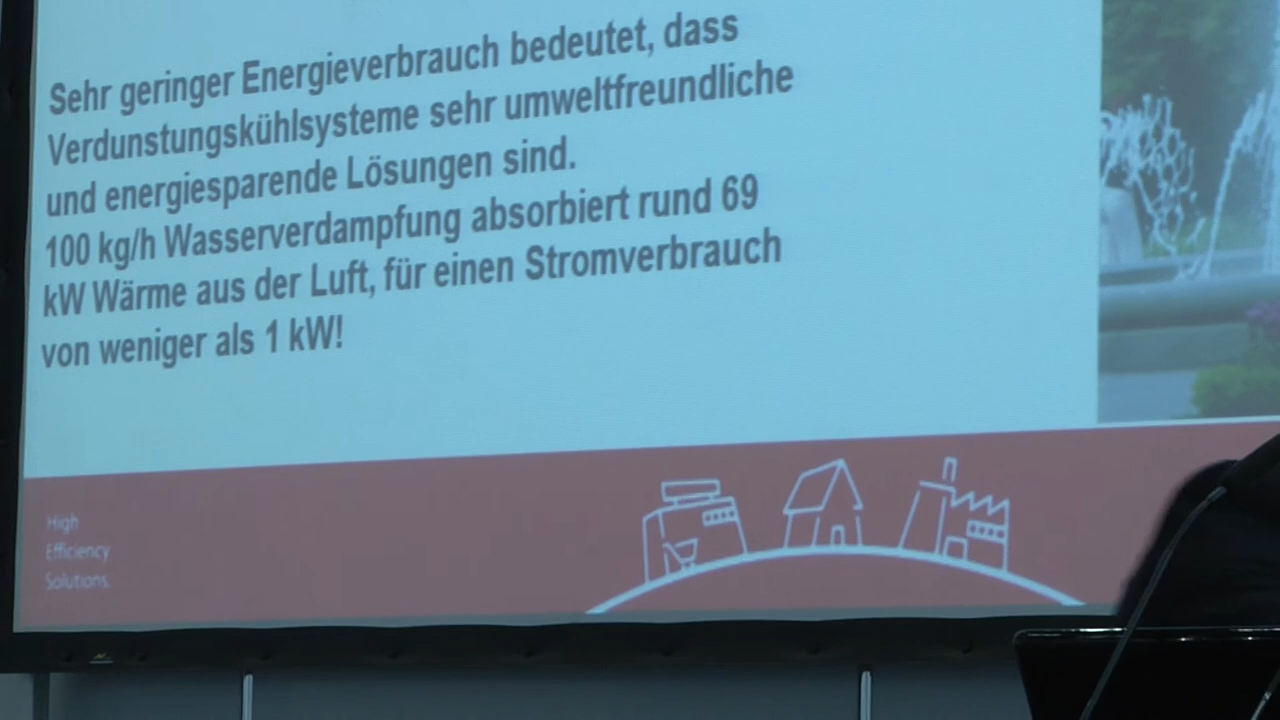 Sehr geringer Energieverbrauch bedeutet, dass
Verdunstungskühlsysteme sehr umweltfreundliche
und energiesparende Lösungen sind.
100 kg/h Wasserverdampfung absorbiert rund 69
kW Wärme aus der Luft, für einen Stromverbrauch
von weniger als 1 kW!
High
Efficiency
Solutions.